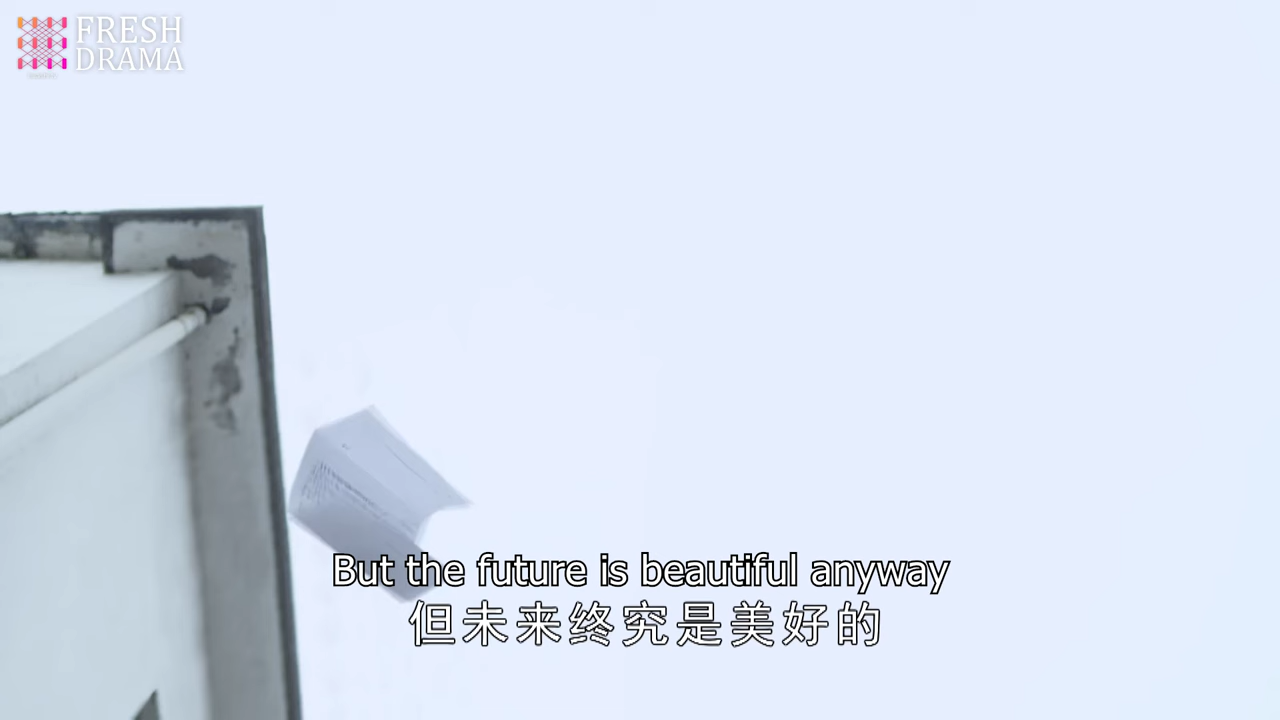 FRESH
DRAMA
But the future is beautiful anyway
但未来终究是美好的